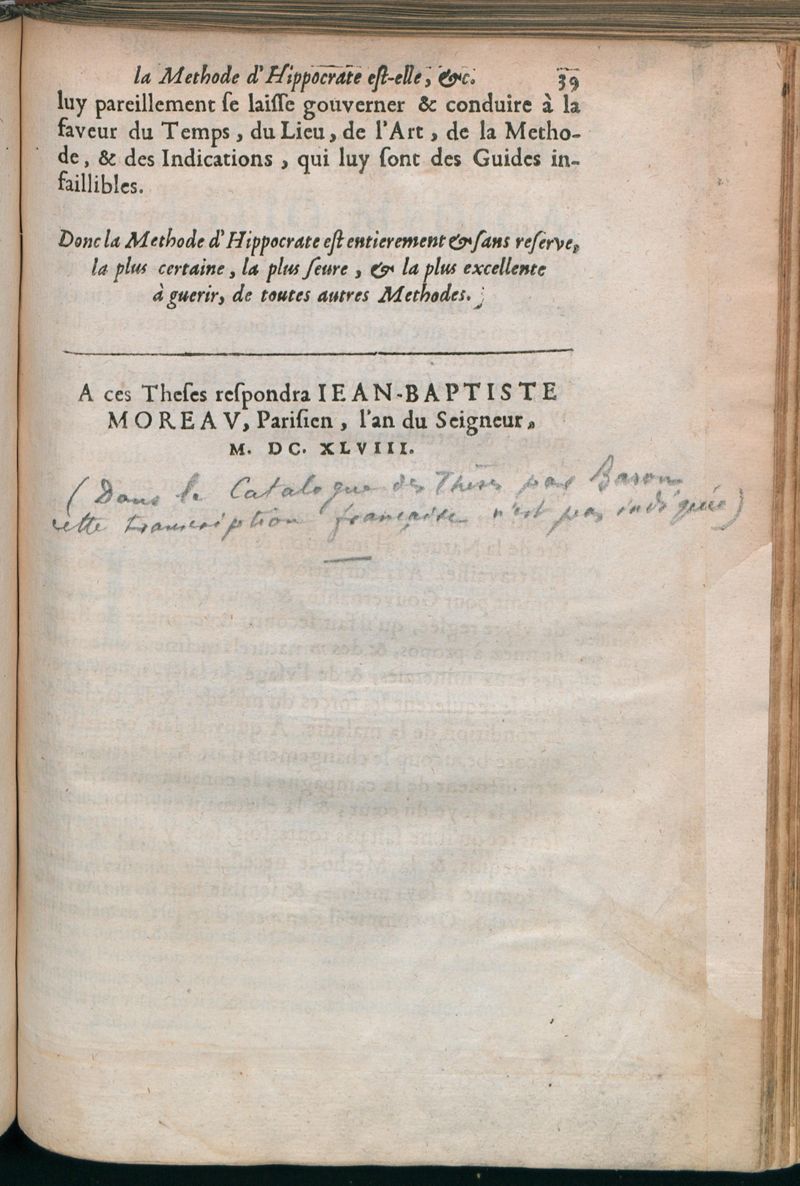 la Methode d'Hippocrate eſt-elle, &c. 39
luy pareillement ſe laiſſe gouverner & conduire à la
faveur du Temps, du Lieu, de l'Art, de la Metho-
de, & des Indications, qui luy ſont des Guides in-
faillibles.
Donc la Methode d'Hippocrate eſt entierement & ſans reſerve,
la plus certaine, la plus ſeure, & la plus excellente
à guerir, de toutes autres Methodes.
A ces Theſes reſpondra IEAN-BAPTISTE
MOREAV, Pariſien, l'an du Seigneur,
M. DC. XLVIII.
(Dans le Catalogue des Thèses par Baron
cette transcription française n'est pas indiquée)